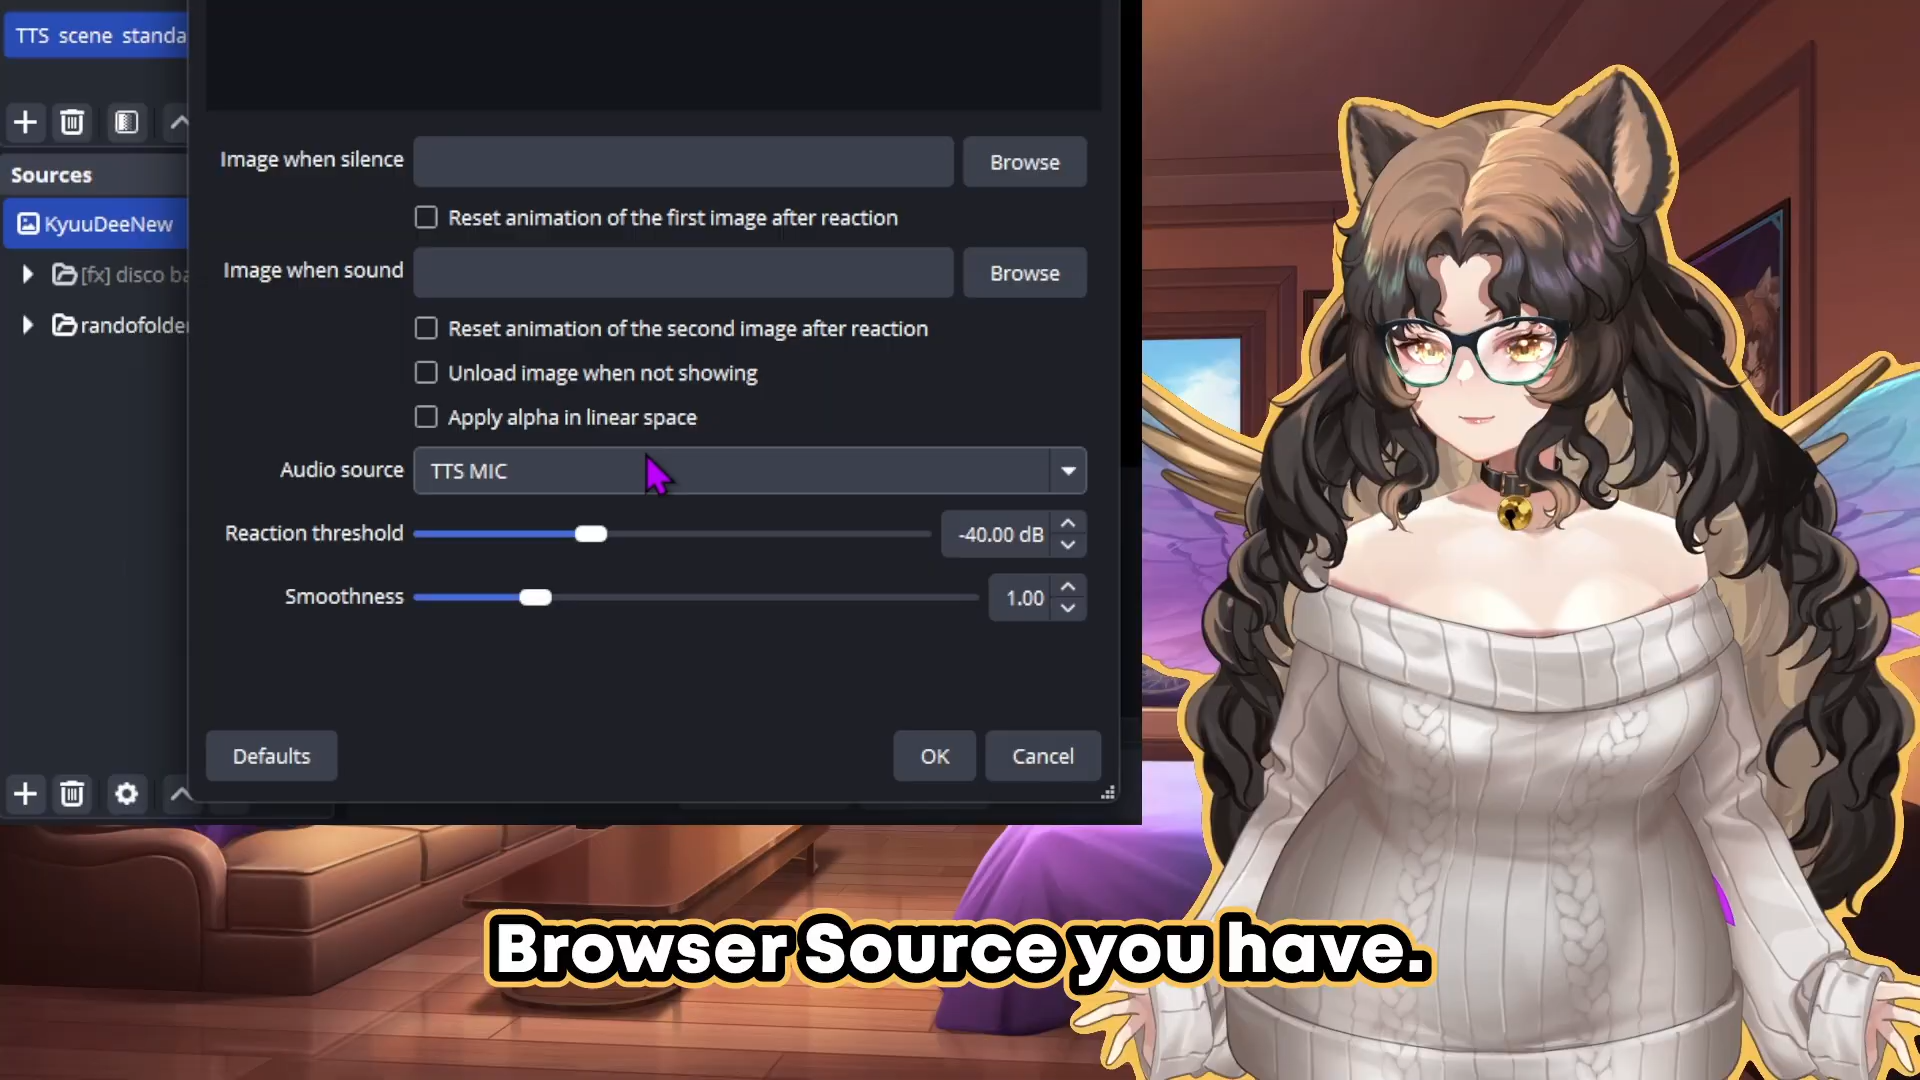 TTS scene standa
Sources
KyuuDeeNew
[fx] disco ba
randofolder
Image when silence
Browse
Reset animation of the first image after reaction
Image when sound
Browse
Reset animation of the second image after reaction
Unload image when not showing
Apply alpha in linear space
Audio source
TTS MIC
Reaction threshold
-40.00 dB
Smoothness
1.00
Defaults
OK
Cancel
Browser Source you have.